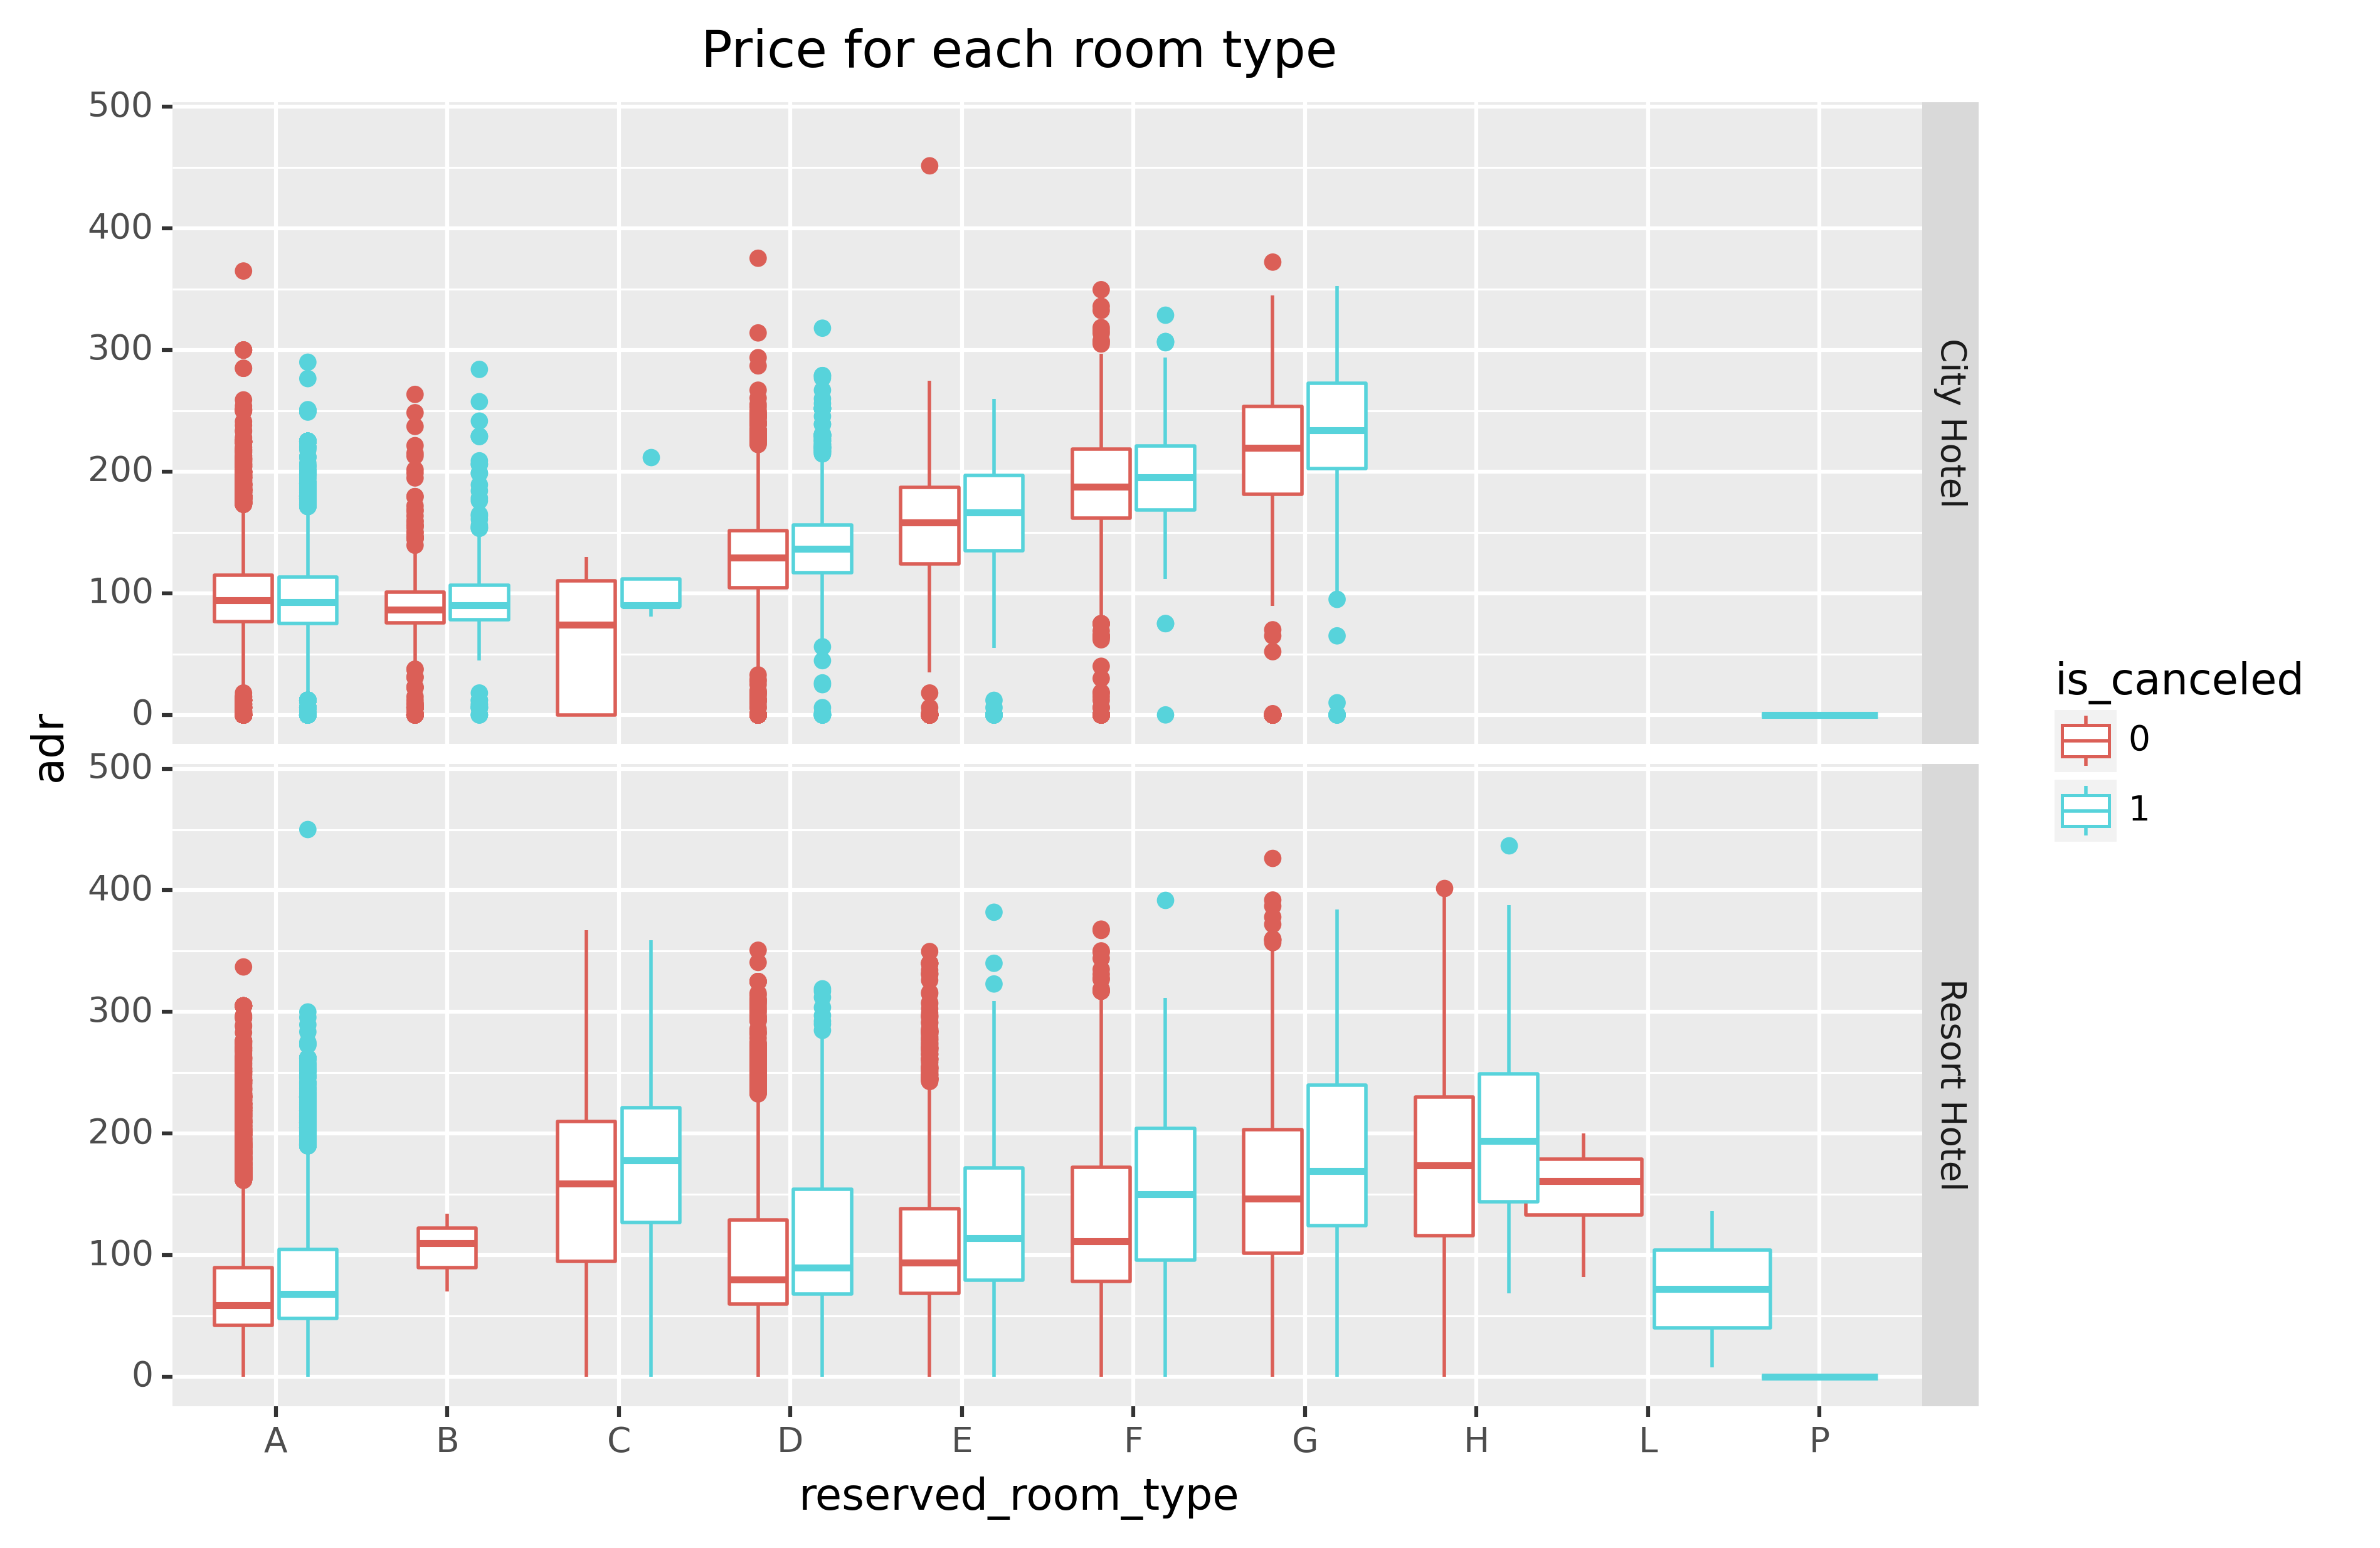 Price for each room type
500
400
300
200
100
0
City Hotel
500
400
300
200
100
0
Resort Hotel
adr
A B C D E F G H L P
reserved_room_type
is_canceled
0
1